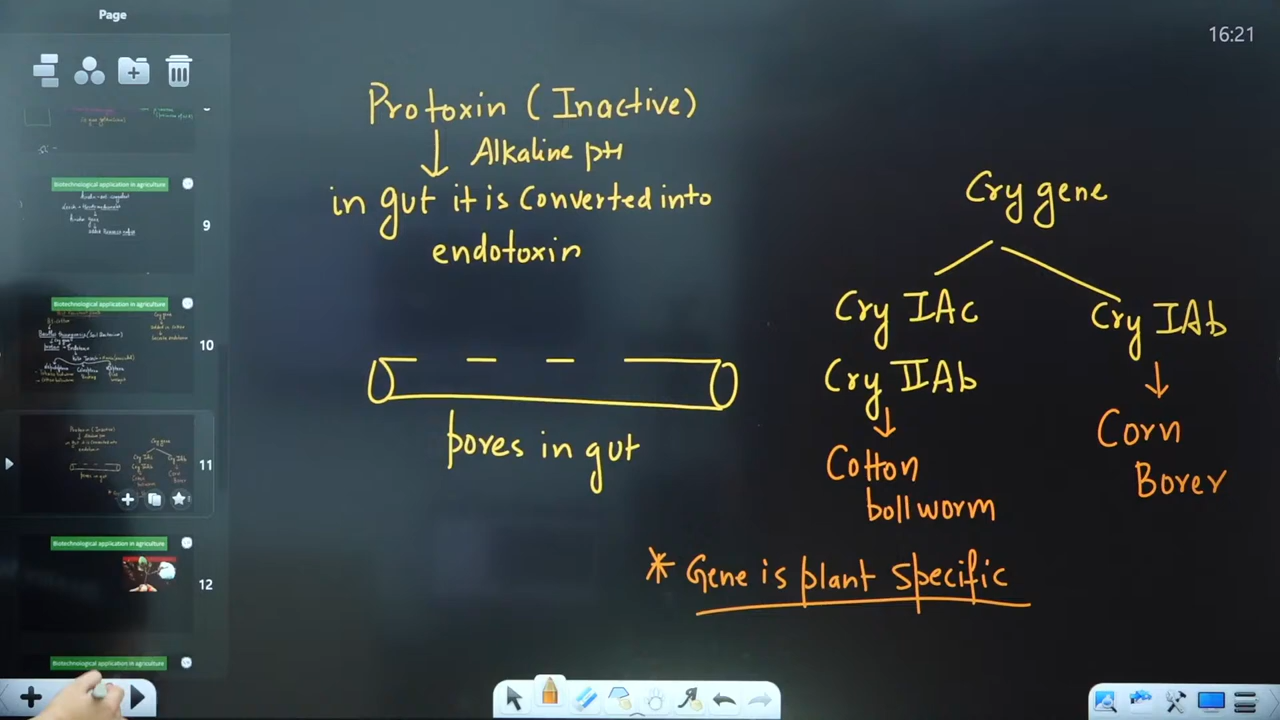 Page
16:21
Biotechnological application in agriculture
9
Biotechnological application in agriculture
10
11
Biotechnological application in agriculture
12
Biotechnological application in agriculture
Protoxin (Inactive)
Alkaline pH
in gut it is Converted into
endotoxin
pores in gut
Cry gene
Cry IAc
Cry IIAb
Cotton
bollworm
Cry IAb
Corn
Borer
* Gene is plant specific